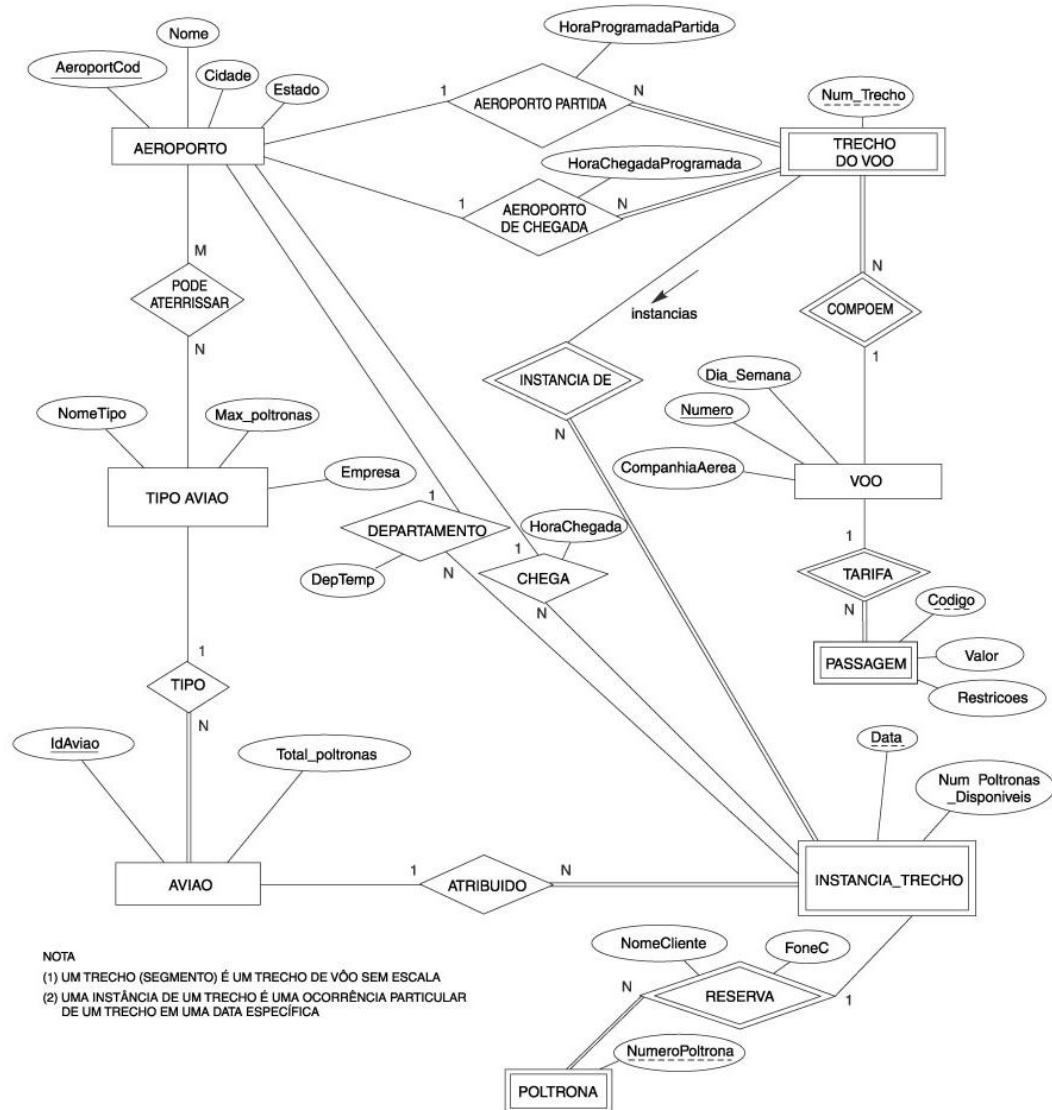 Nome
HoraProgramadaPartida
AeroportCod
Cidade
Estado
1
N
AEROPORTO PARTIDA
Num_Trecho
AEROPORTO
TRECHO
DO VOO
HoraChegadaProgramada
1
N
AEROPORTO
DE CHEGADA
M
N
PODE
ATERRISSAR
instancias
COMPOEM
N
1
INSTANCIA DE
Dia_Semana
NomeTipo
Max_poltronas
Numero
N
Empresa
CompanhiaAerea
TIPO AVIAO
VOO
1
HoraChegada
1
DEPARTAMENTO
1
TARIFA
DepTemp
N
CHEGA
N
N
Codigo
1
PASSAGEM
Valor
TIPO
Restricoes
N
IdAviao
Total_poltronas
Data
Num Poltronas
_Disponiveis
1
N
AVIAO
ATRIBUIDO
INSTANCIA_TRECHO
NomeCliente
FoneC
NOTA
(1) UM TRECHO (SEGMENTO) É UM TRECHO DE VÔO SEM ESCALA
(2) UMA INSTÂNCIA DE UM TRECHO É UMA OCORRÊNCIA PARTICULAR
DE UM TRECHO EM UMA DATA ESPECÍFICA
N
RESERVA
1
NumeroPoltrona
POLTRONA